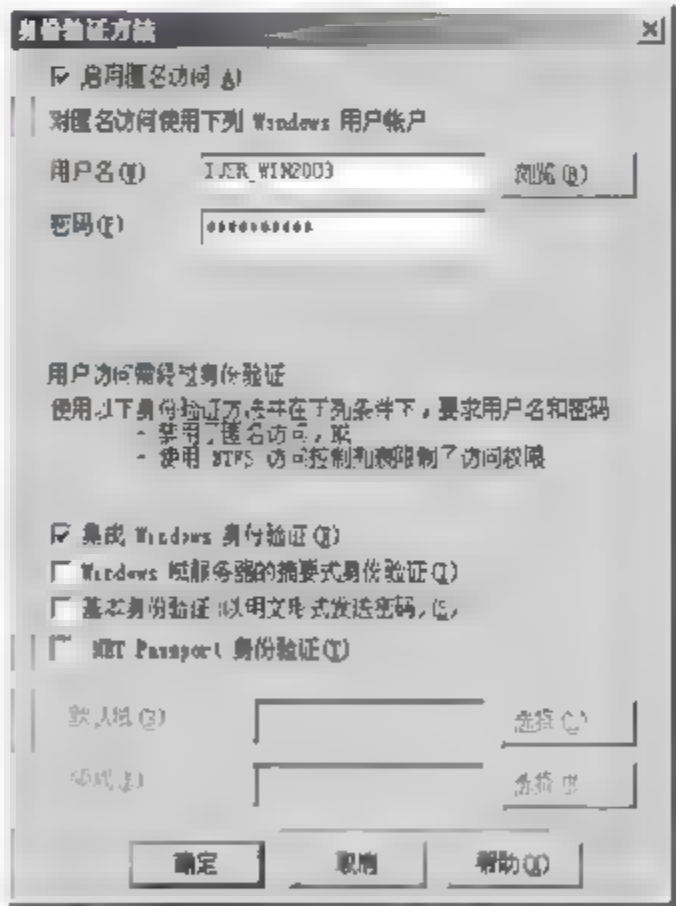 身份验证方法
启用匿名访问(A)
对匿名访问使用下列 Windows 用户帐户
用户名(U)
IUSR_WIN2003
浏览(B)
密码(P)
**********
用户访问需经过身份验证
使用以下身份验证方法并在下列条件下，要求用户名和密码
- 禁用了匿名访问，或
- 使用 NTFS 访问控制列表限制了访问权限
集成 Windows 身份验证(N)
Windows 域服务器的摘要式身份验证(I)
基本身份验证(以明文形式发送密码)(S)
.NET Passport 身份验证(T)
默认域(D)
选择(L)
选择
确定
取消
帮助(H)